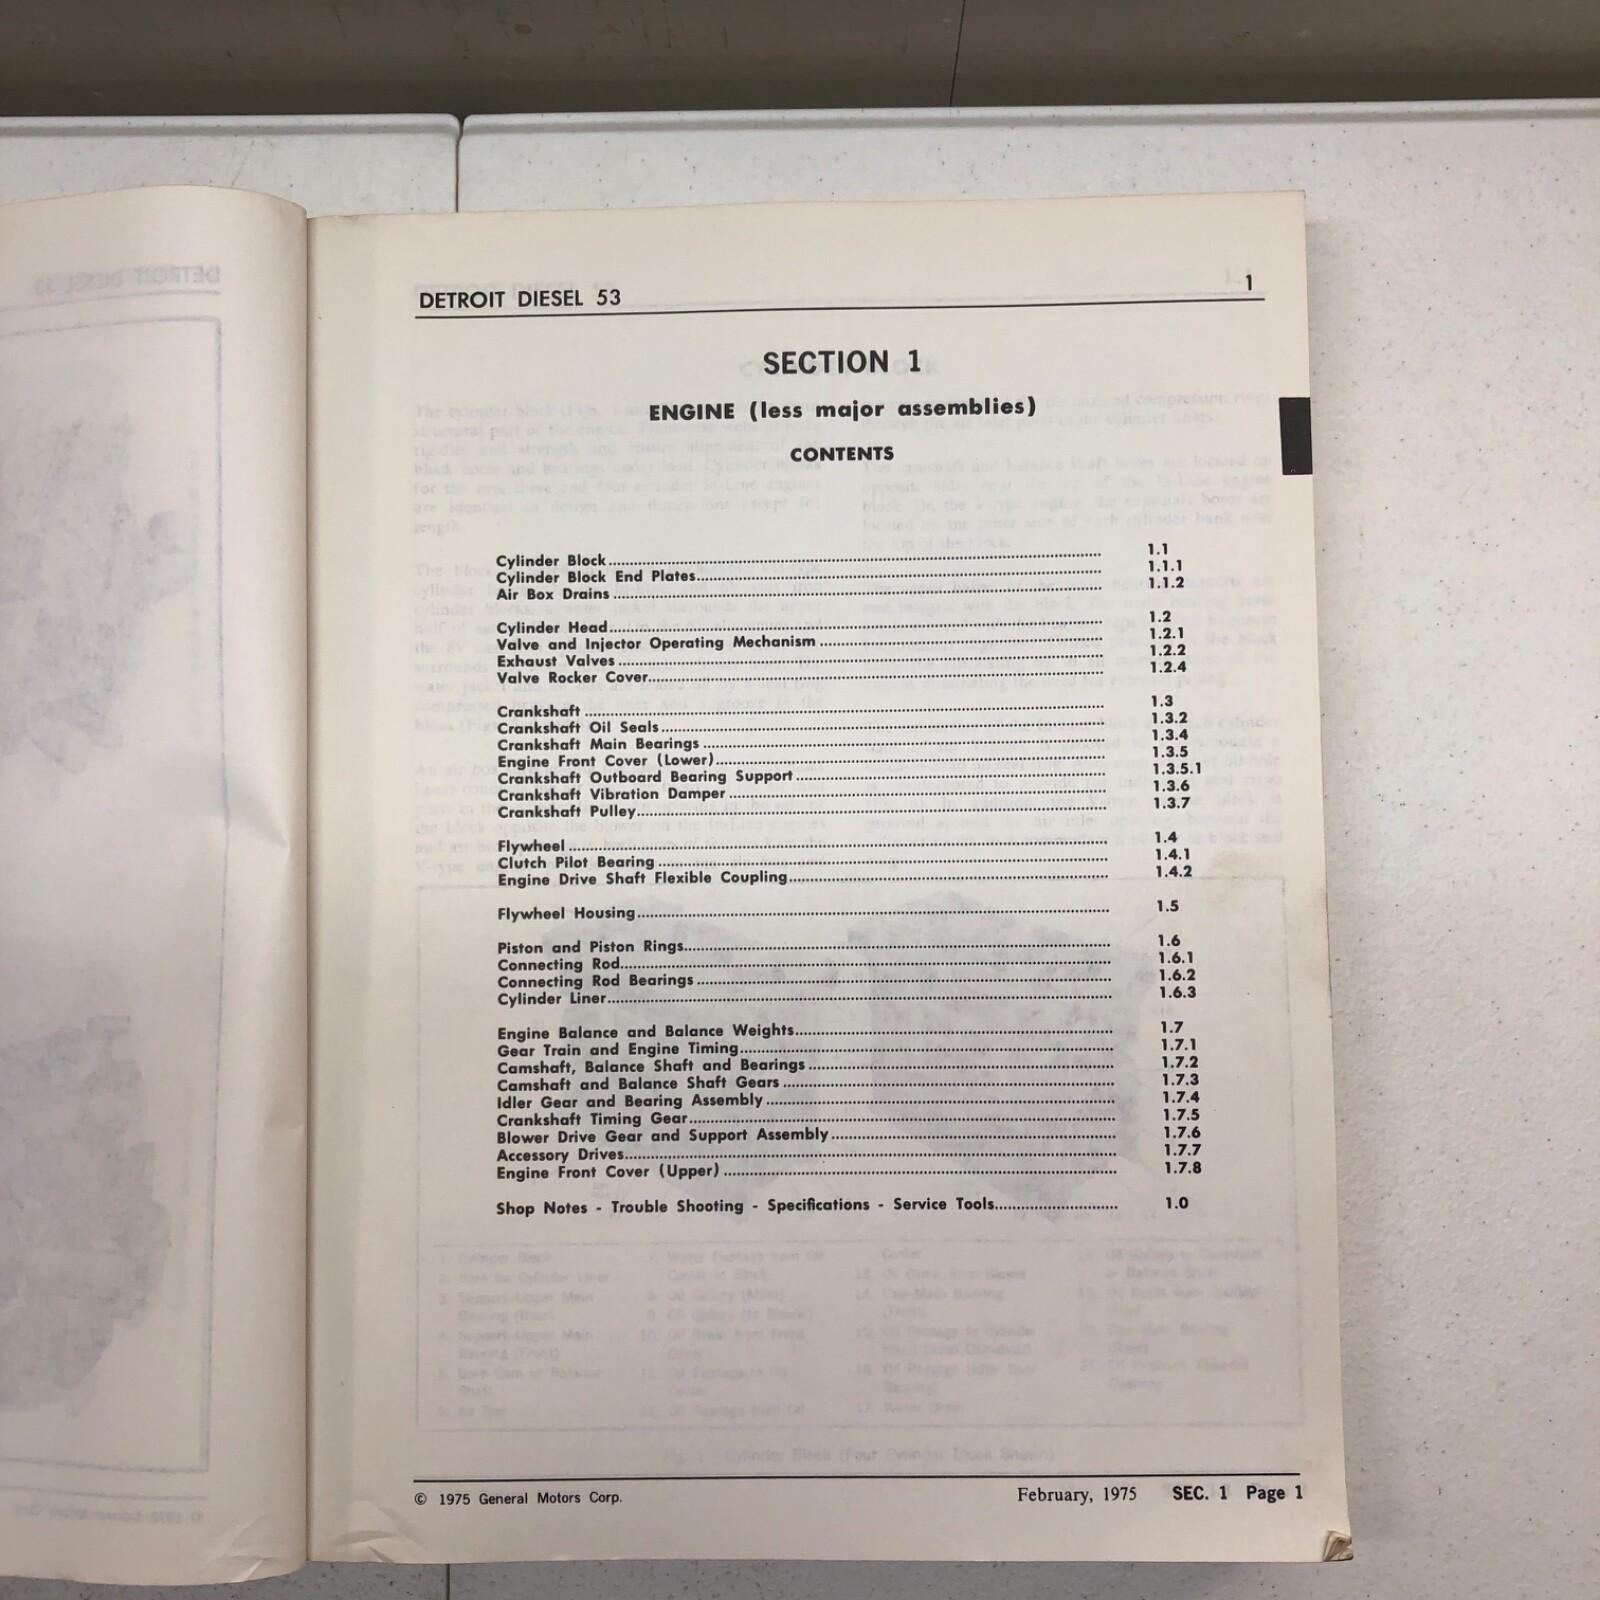 DETROIT DIESEL 53 1
SECTION 1
ENGINE (less major assemblies)
CONTENTS
Cylinder Block 1.1
Cylinder Block End Plates 1.1.1
Air Box Drains 1.1.2
Cylinder Head 1.2
Valve and Injector Operating Mechanism 1.2.1
Exhaust Valves 1.2.2
Valve Rocker Cover 1.2.4
Crankshaft 1.3
Crankshaft Oil Seals 1.3.2
Crankshaft Main Bearings 1.3.4
Engine Front Cover (Lower) 1.3.5
Crankshaft Outboard Bearing Support 1.3.5.1
Crankshaft Vibration Damper 1.3.6
Crankshaft Pulley 1.3.7
Flywheel 1.4
Clutch Pilot Bearing 1.4.1
Engine Drive Shaft Flexible Coupling 1.4.2
Flywheel Housing 1.5
Piston and Piston Rings 1.6
Connecting Rod 1.6.1
Connecting Rod Bearings 1.6.2
Cylinder Liner 1.6.3
Engine Balance and Balance Weights 1.7
Gear Train and Engine Timing 1.7.1
Camshaft, Balance Shaft and Bearings 1.7.2
Camshaft and Balance Shaft Gears 1.7.3
Idler Gear and Bearing Assembly 1.7.4
Crankshaft Timing Gear 1.7.5
Blower Drive Gear and Support Assembly 1.7.6
Accessory Drives 1.7.7
Engine Front Cover (Upper) 1.7.8
Shop Notes - Trouble Shooting - Specifications - Service Tools 1.0
© 1975 General Motors Corp. February, 1975 SEC. 1 Page 1